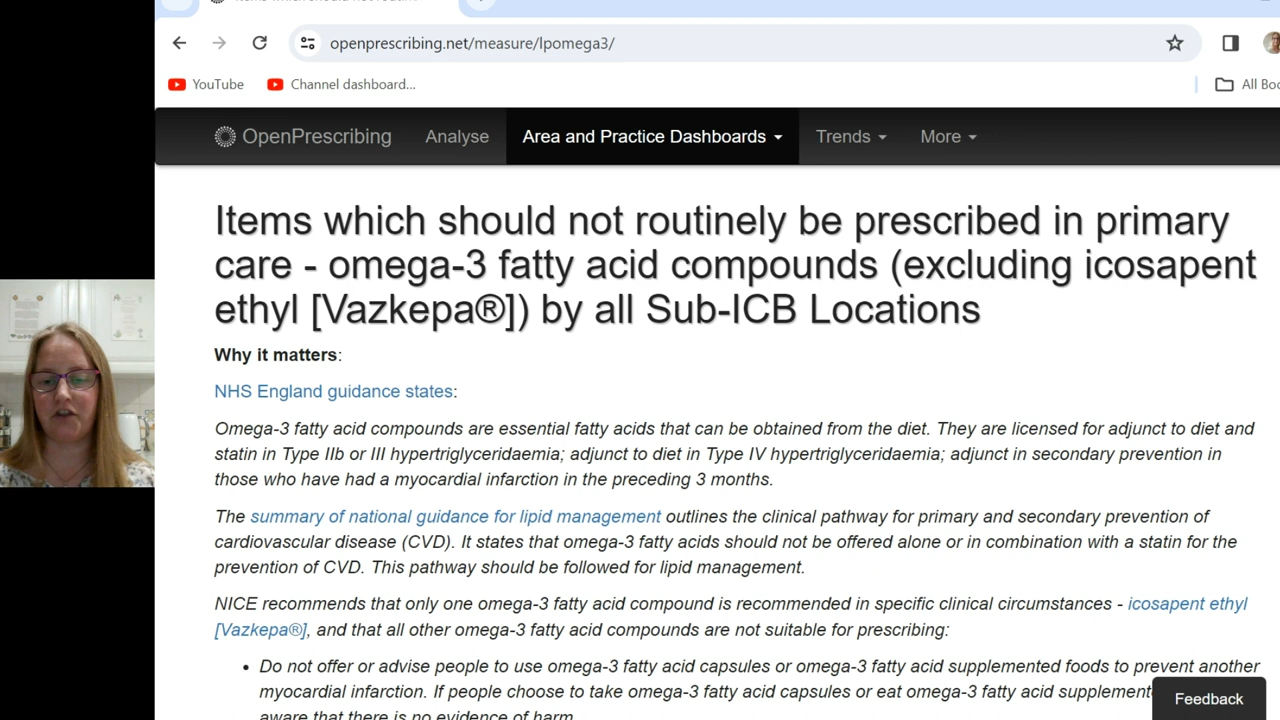 openprescribing.net/measure/lpomega3/
YouTube
Channel dashboard...
All Boo
OpenPrescribing
Analyse
Area and Practice Dashboards
Trends
More
Items which should not routinely be prescribed in primary
care - omega-3 fatty acid compounds (excluding icosapent
ethyl [Vazkepa®]) by all Sub-ICB Locations
Why it matters:
NHS England guidance states:
Omega-3 fatty acid compounds are essential fatty acids that can be obtained from the diet. They are licensed for adjunct to diet and
statin in Type IIb or III hypertriglyceridaemia; adjunct to diet in Type IV hypertriglyceridaemia; adjunct in secondary prevention in
those who have had a myocardial infarction in the preceding 3 months.
The summary of national guidance for lipid management outlines the clinical pathway for primary and secondary prevention of
cardiovascular disease (CVD). It states that omega-3 fatty acids should not be offered alone or in combination with a statin for the
prevention of CVD. This pathway should be followed for lipid management.
NICE recommends that only one omega-3 fatty acid compound is recommended in specific clinical circumstances - icosapent ethyl
[Vazkepa®], and that all other omega-3 fatty acid compounds are not suitable for prescribing:
• Do not offer or advise people to use omega-3 fatty acid capsules or omega-3 fatty acid supplemented foods to prevent another
myocardial infarction. If people choose to take omega-3 fatty acid capsules or eat omega-3 fatty acid supplement
aware that there is no evidence of harm
Feedback